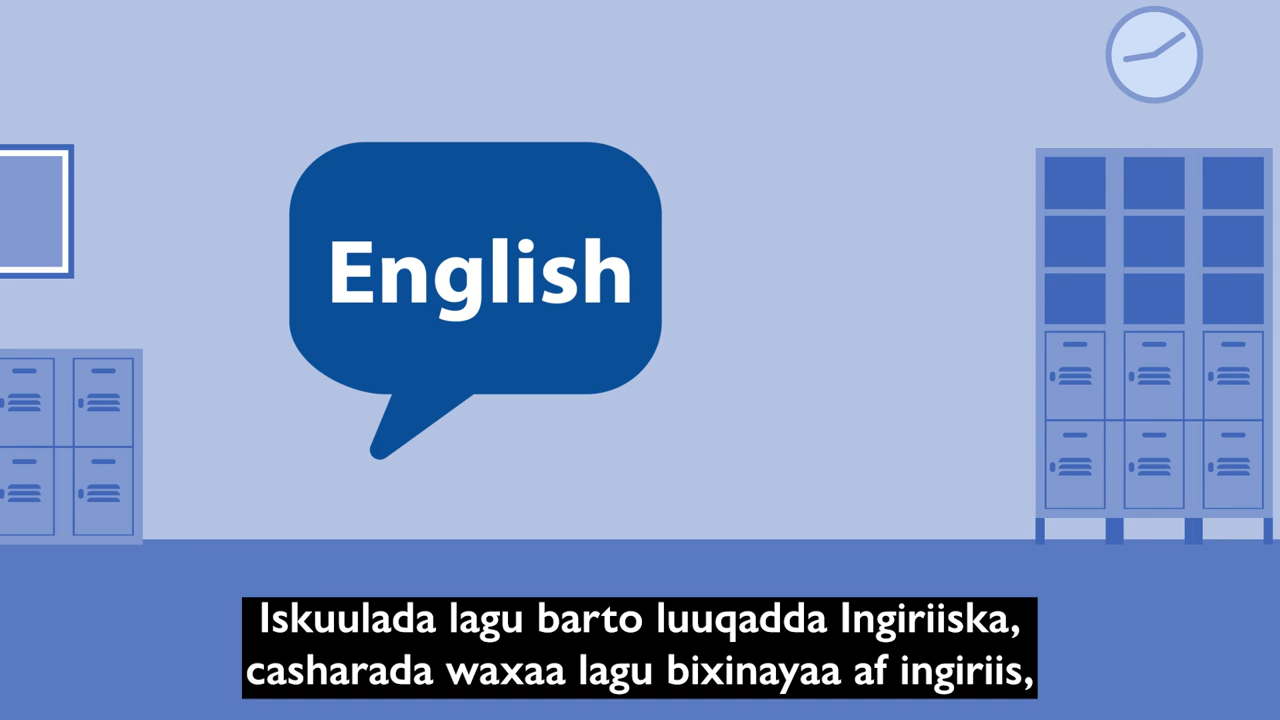 English
Iskuulada lagu barto luuqadda Ingiriiska,
casharada waxaa lagu bixinayaa af ingiriis,